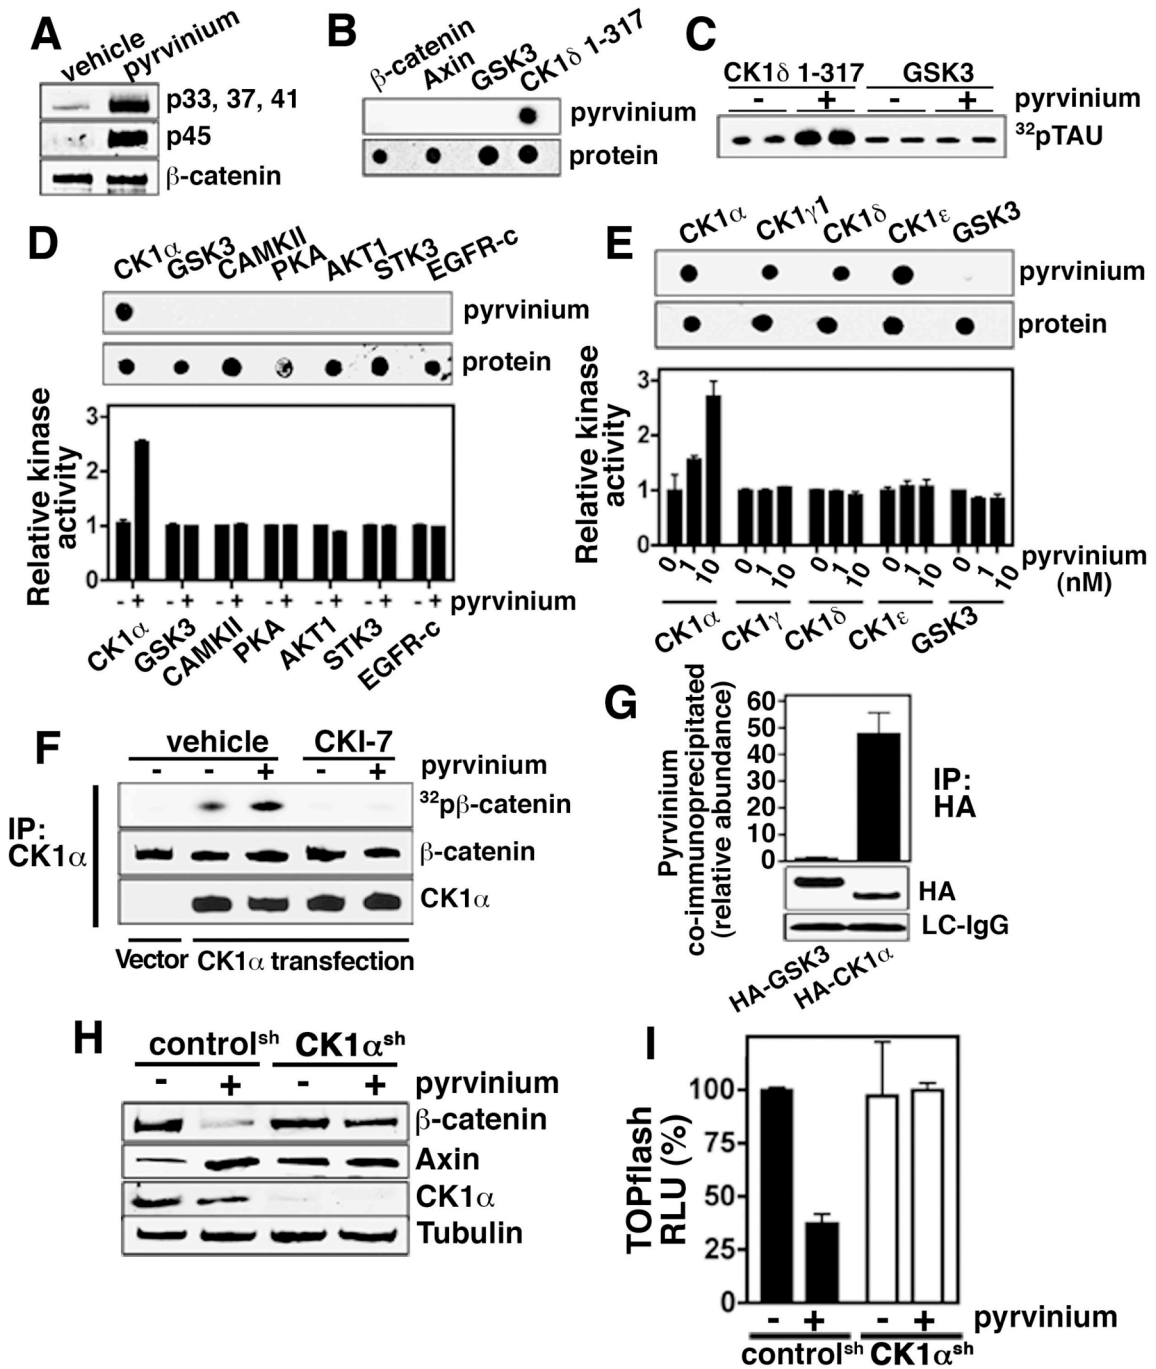 A
vehicle
pyrvinium
p33, 37, 41
p45
β-catenin
B
β-catenin
Axin
GSK3
CK1δ 1-317
pyrvinium
protein
C
CK1δ 1-317 GSK3
- + - + pyrvinium
32pTAU
D
CK1α GSK3 CAMKII PKA AKT1 STK3 EGFR-c
pyrvinium
protein
Relative kinase
activity
3
2
1
0
- + - + - + - + - + - + - + pyrvinium
CK1α GSK3 CAMKII PKA AKT1 STK3 EGFR-c
E
CK1α CK1γ1 CK1δ CK1ε GSK3
pyrvinium
protein
Relative kinase
activity
3
2
1
0
0 1 10 0 1 10 0 1 10 0 1 10 0 1 10 pyrvinium
(nM)
CK1α CK1γ CK1δ CK1ε GSK3
F
vehicle CKI-7
- - + - + pyrvinium
32pβ-catenin
IP:
CK1α
β-catenin
CK1α
Vector CK1α transfection
G
Pyrvinium
co-immunoprecipitated
(relative abundance)
60
50
40
30
20
10
0
IP:
HA
HA
LC-IgG
HA-GSK3
HA-CK1α
H
controlsh CK1αsh
- + - + pyrvinium
β-catenin
Axin
CK1α
Tubulin
I
TOPflash
RLU (%)
100
75
50
25
0
- + - + pyrvinium
controlsh CK1αsh